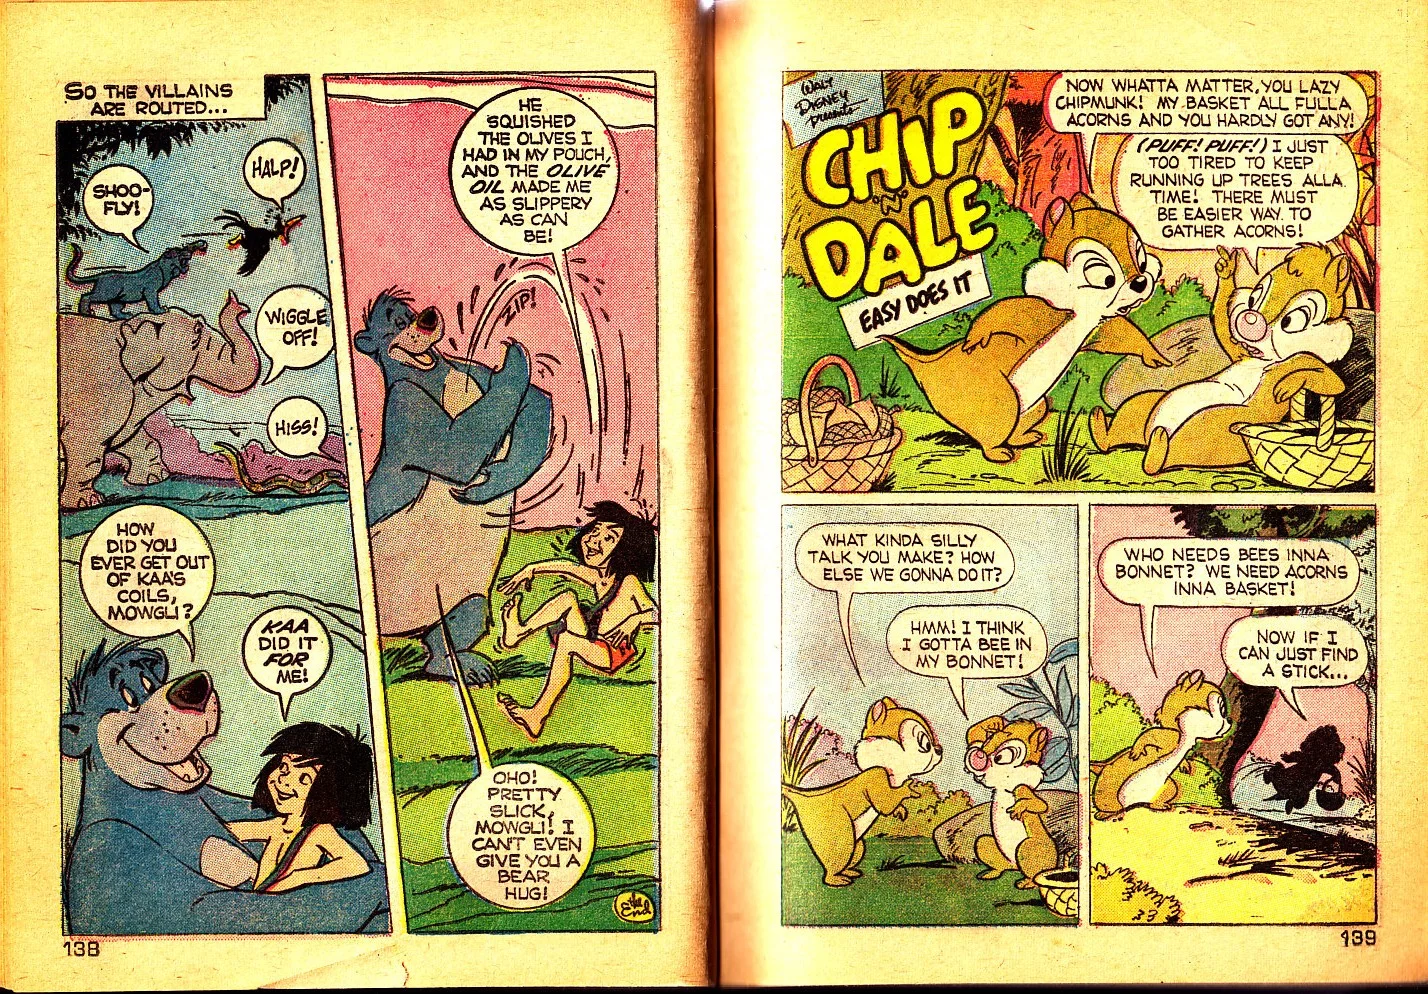 SO THE VILLAINS
ARE ROUTED...
SHOO-
FLY!
HALP!
WIGGLE
OFF!
HISS!
HOW
DID YOU
EVER GET OUT
OF KAA'S
COILS,
MOWGLI?
KAA
DID IT
FOR
ME!
HE
SQUISHED
THE OLIVES I
HAD IN MY POUCH,
AND THE OLIVE
OIL MADE ME
AS SLIPPERY
AS CAN
BE!
ZIP!
OHO!
PRETTY
SLICK,
MOWGLI! I
CAN'T EVEN
GIVE YOU A
BEAR
HUG!
The
End
138
WALT
DISNEY
presents
CHIP
'N'
DALE
EASY DOES IT
NOW WHATTA MATTER, YOU LAZY
CHIPMUNK! MY BASKET ALL FULLA
ACORNS AND YOU HARDLY GOT ANY!
(PUFF! PUFF!) I JUST
TOO TIRED TO KEEP
RUNNING UP TREES ALLA
TIME! THERE MUST
BE EASIER WAY TO
GATHER ACORNS!
WHAT KINDA SILLY
TALK YOU MAKE? HOW
ELSE WE GONNA DO IT?
HMM! I THINK
I GOTTA BEE IN
MY BONNET!
WHO NEEDS BEES INNA
BONNET? WE NEED ACORNS
INNA BASKET!
NOW IF I
CAN JUST FIND
A STICK...
139